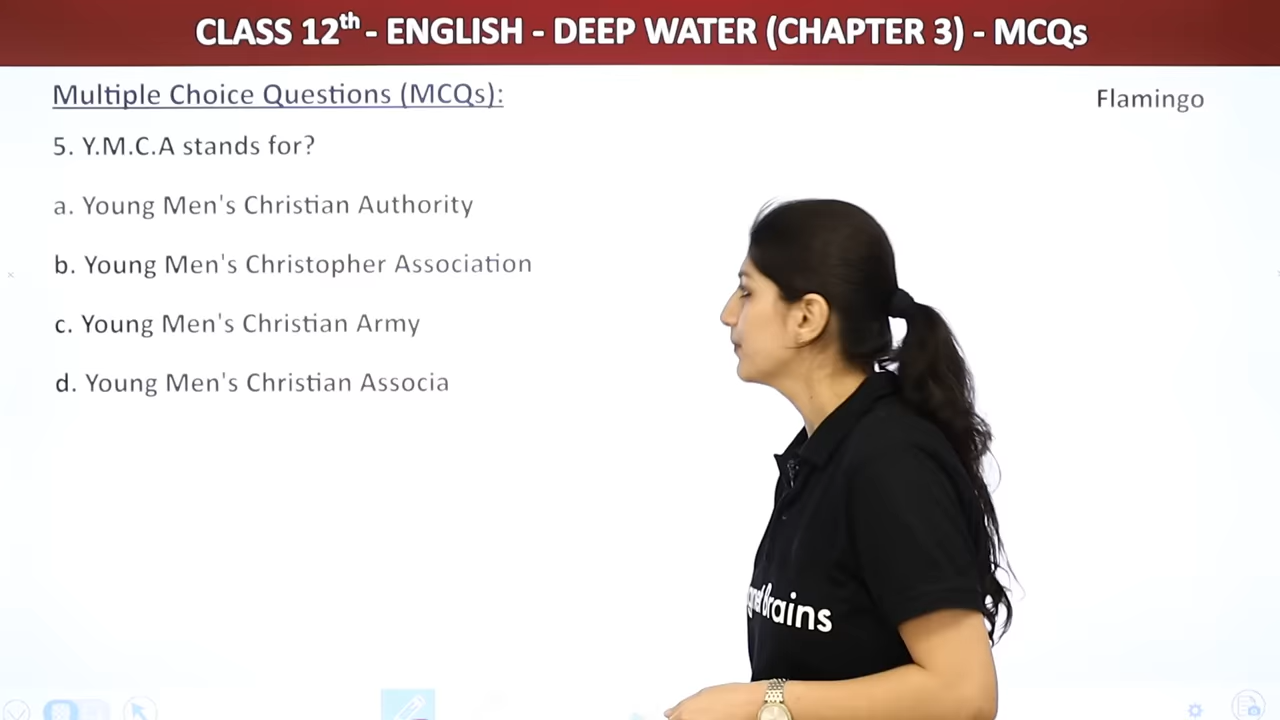 CLASS 12th - ENGLISH - DEEP WATER (CHAPTER 3) - MCQs
Multiple Choice Questions (MCQs):
Flamingo
5. Y.M.C.A stands for?
a. Young Men's Christian Authority
b. Young Men's Christopher Association
c. Young Men's Christian Army
d. Young Men's Christian Associa
Brains